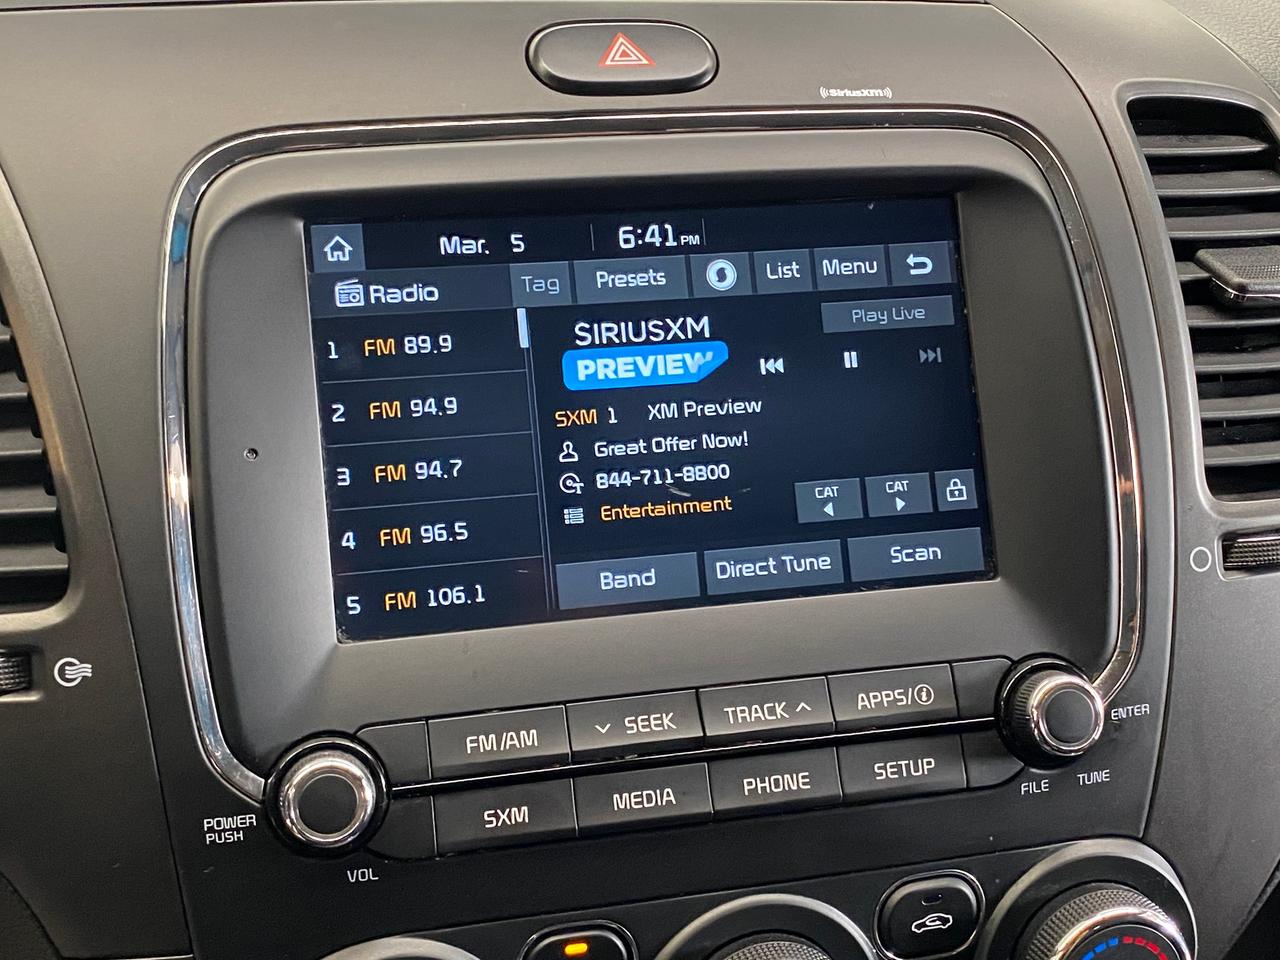 ((SiriusXM))
Mar. 5
6:41 PM
Radio
Tag
Presets
List
Menu
1 FM 89.9
2 FM 94.9
3 FM 94.7
4 FM 96.5
5 FM 106.1
SIRIUSXM
PREVIEW
Play Live
SXM 1 XM Preview
Great Offer Now!
844-711-8800
Entertainment
CAT
CAT
Band
Direct Tune
Scan
FM/AM
SEEK
TRACK
APPS/i
SXM
MEDIA
PHONE
SETUP
POWER
PUSH
VOL
ENTER
FILE
TUNE